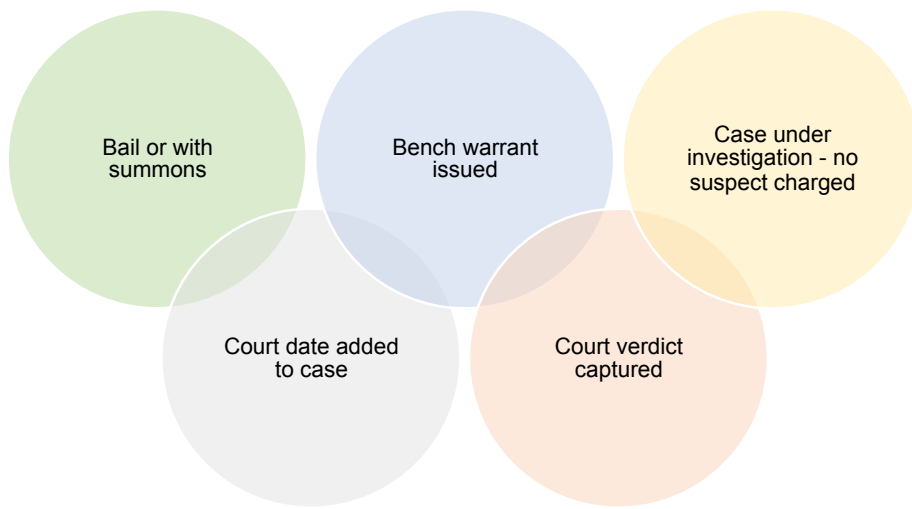 Bail or with
summons
Bench warrant
issued
Case under
investigation - no
suspect charged
Court date added
to case
Court verdict
captured